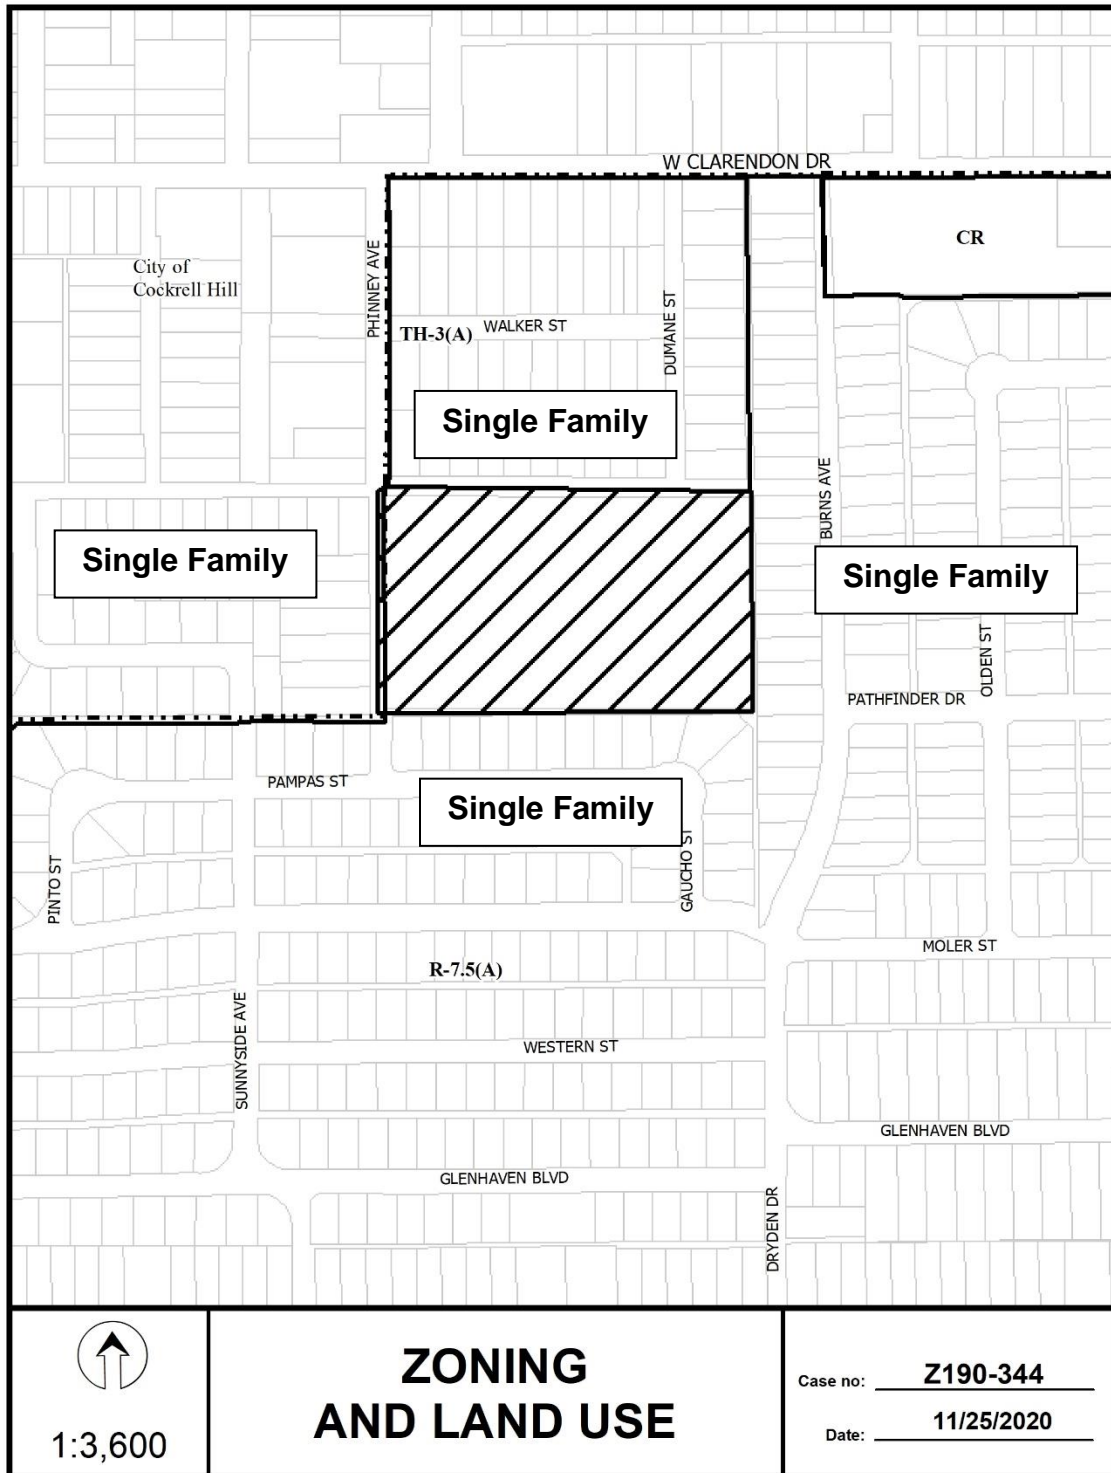 W CLARENDON DR
CR
City of
Cockrell Hill
PHINNEY AVE
TH-3(A)
WALKER ST
DUMANE ST
Single Family
BURNS AVE
Single Family
Single Family
OLDEN ST
PATHFINDER DR
PAMPAS ST
Single Family
PINTO ST
GAUCHO ST
MOLER ST
R-7.5(A)
SUNNYSIDE AVE
WESTERN ST
GLENHAVEN BLVD
GLENHAVEN BLVD
DRYDEN DR
1:3,600
ZONING
AND LAND USE
Case no: Z190-344
Date: 11/25/2020